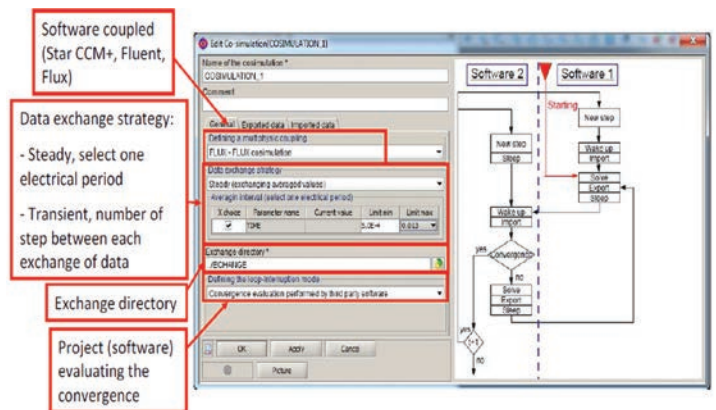 Software coupled
(Star CCM+, Fluent,
Flux)
Data exchange strategy:
- Steady, select one
electrical period
- Transient, number of
step between each
exchange of data
Exchange directory
Project (software)
evaluating the
convergence
Edit Co-simulation[COSIMULATION_1]
Name of the cosimulation *
COSIMULATION_1
Comment
General Exported data Imported data
Defining a multiphysic coupling
FLUX - FLUX cosimulation
Data exchange strategy
Steady (exchanging averaged values)
Averagin interval (select one electrical period)
X choice Parameter name Current value Limit min Limit max
TIME 5.0E-4 0.013
Exchange directory *
./ECHANGE
Defining the loop-interruption mode
Convergence evaluation performed by third party software
OK Apply Cancel
Picture
Software 2
Software 1
Starting
New step
Wake up
Import
Solve
Export
Sleep
New step
Sleep
Wake up
Import
yes
Convergence
no
Solve
Export
Sleep
yes
no